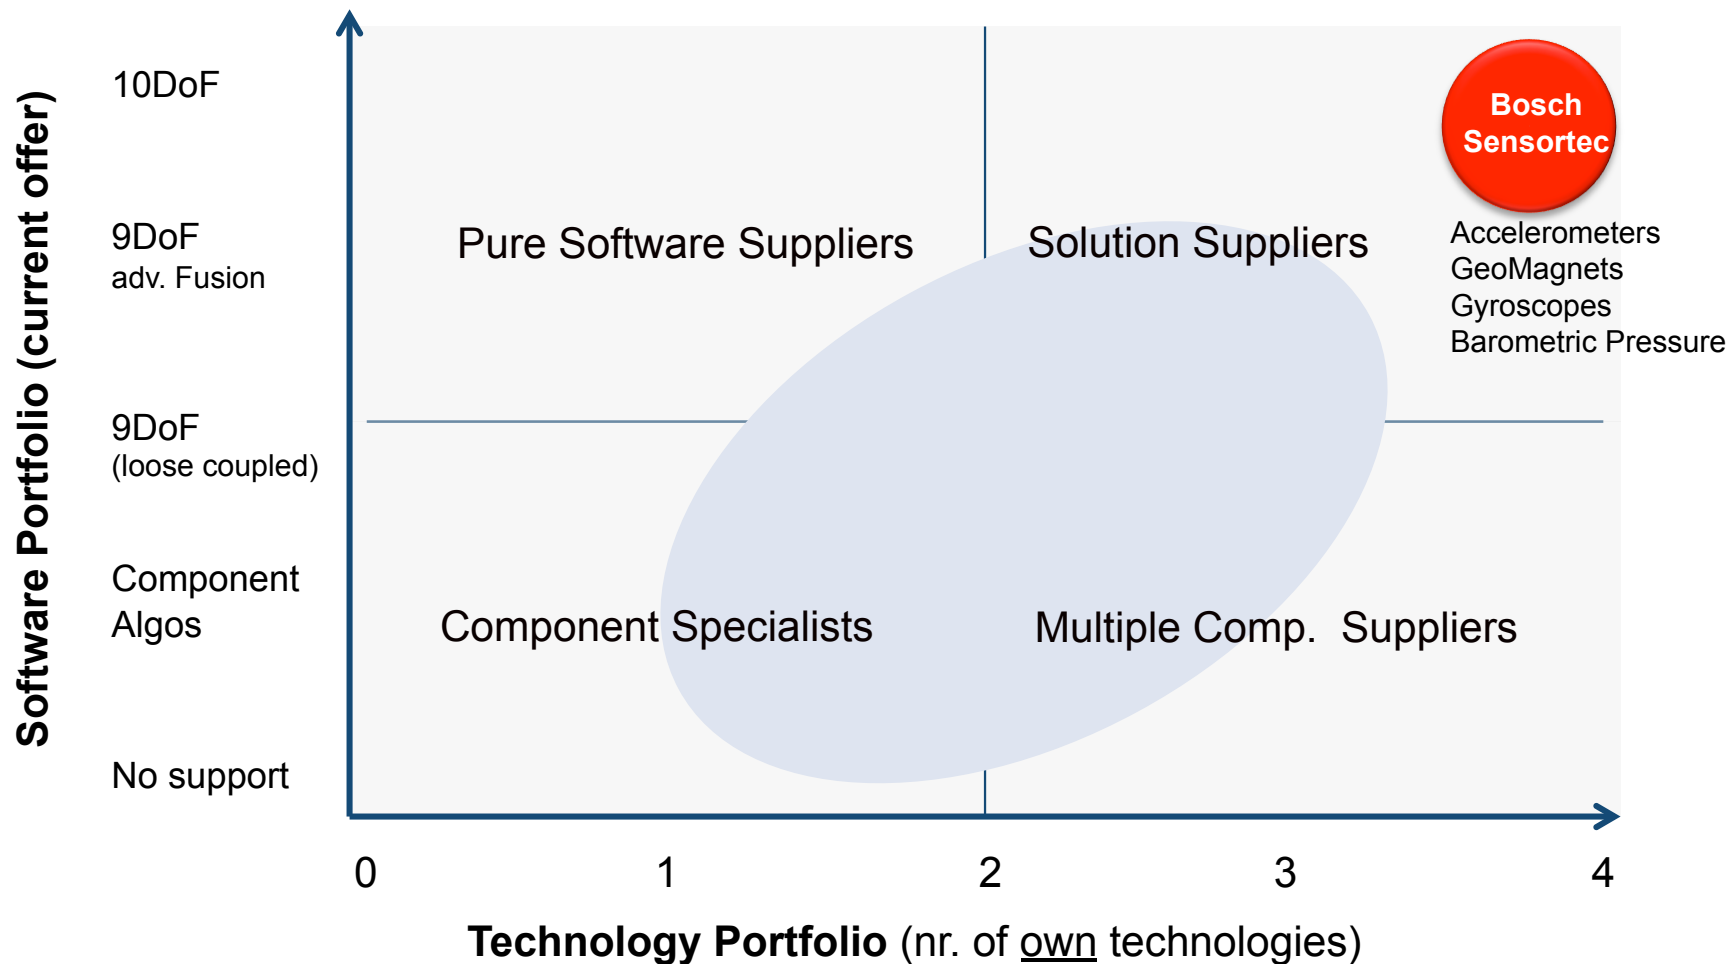 Software Portfolio (current offer)
10DoF
9DoF
adv. Fusion
9DoF
(loose coupled)
Component
Algos
No support
Pure Software Suppliers
Solution Suppliers
Bosch
Sensortec
Accelerometers
GeoMagnets
Gyroscopes
Barometric Pressure
Component Specialists
Multiple Comp. Suppliers
0 1 2 3 4
Technology Portfolio (nr. of own technologies)